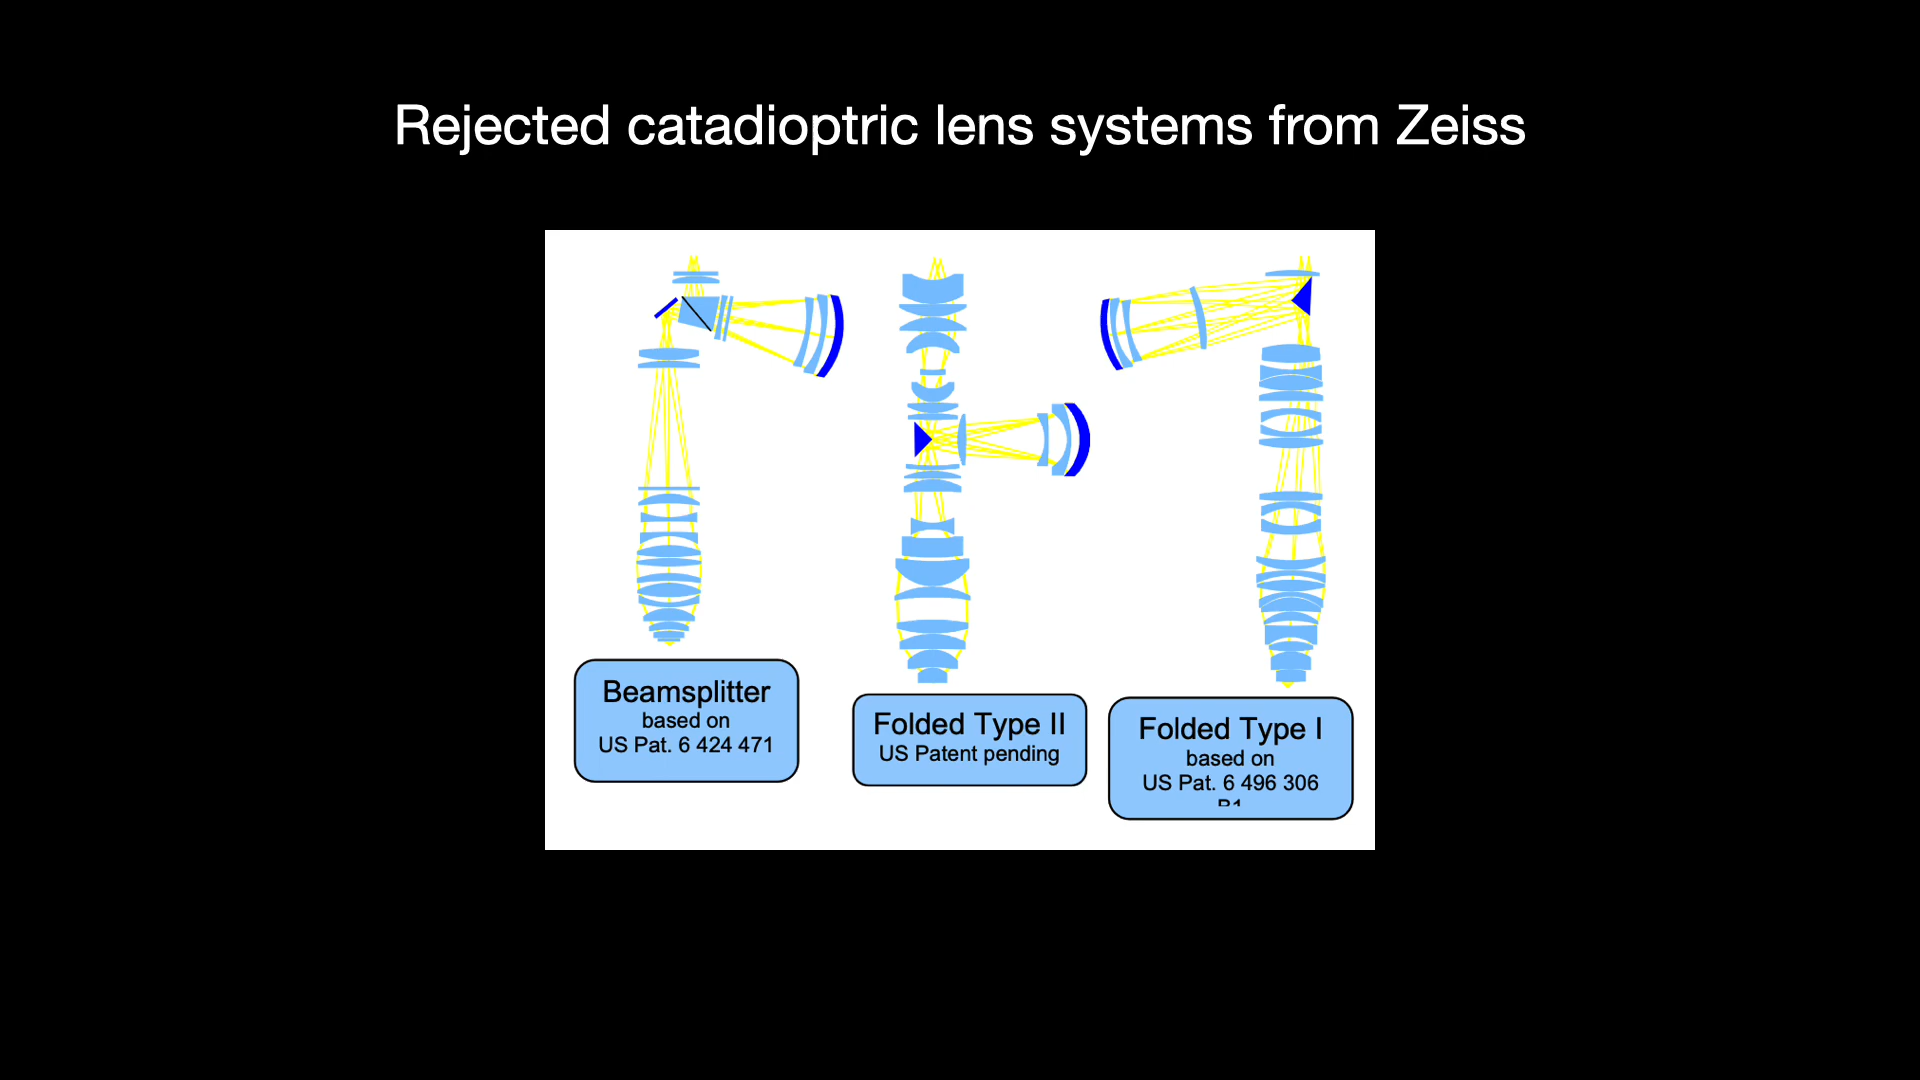 Rejected catadioptric lens systems from Zeiss
Beamsplitter
based on
US Pat. 6 424 471
Folded Type II
US Patent pending
Folded Type I
based on
US Pat. 6 496 306
B1